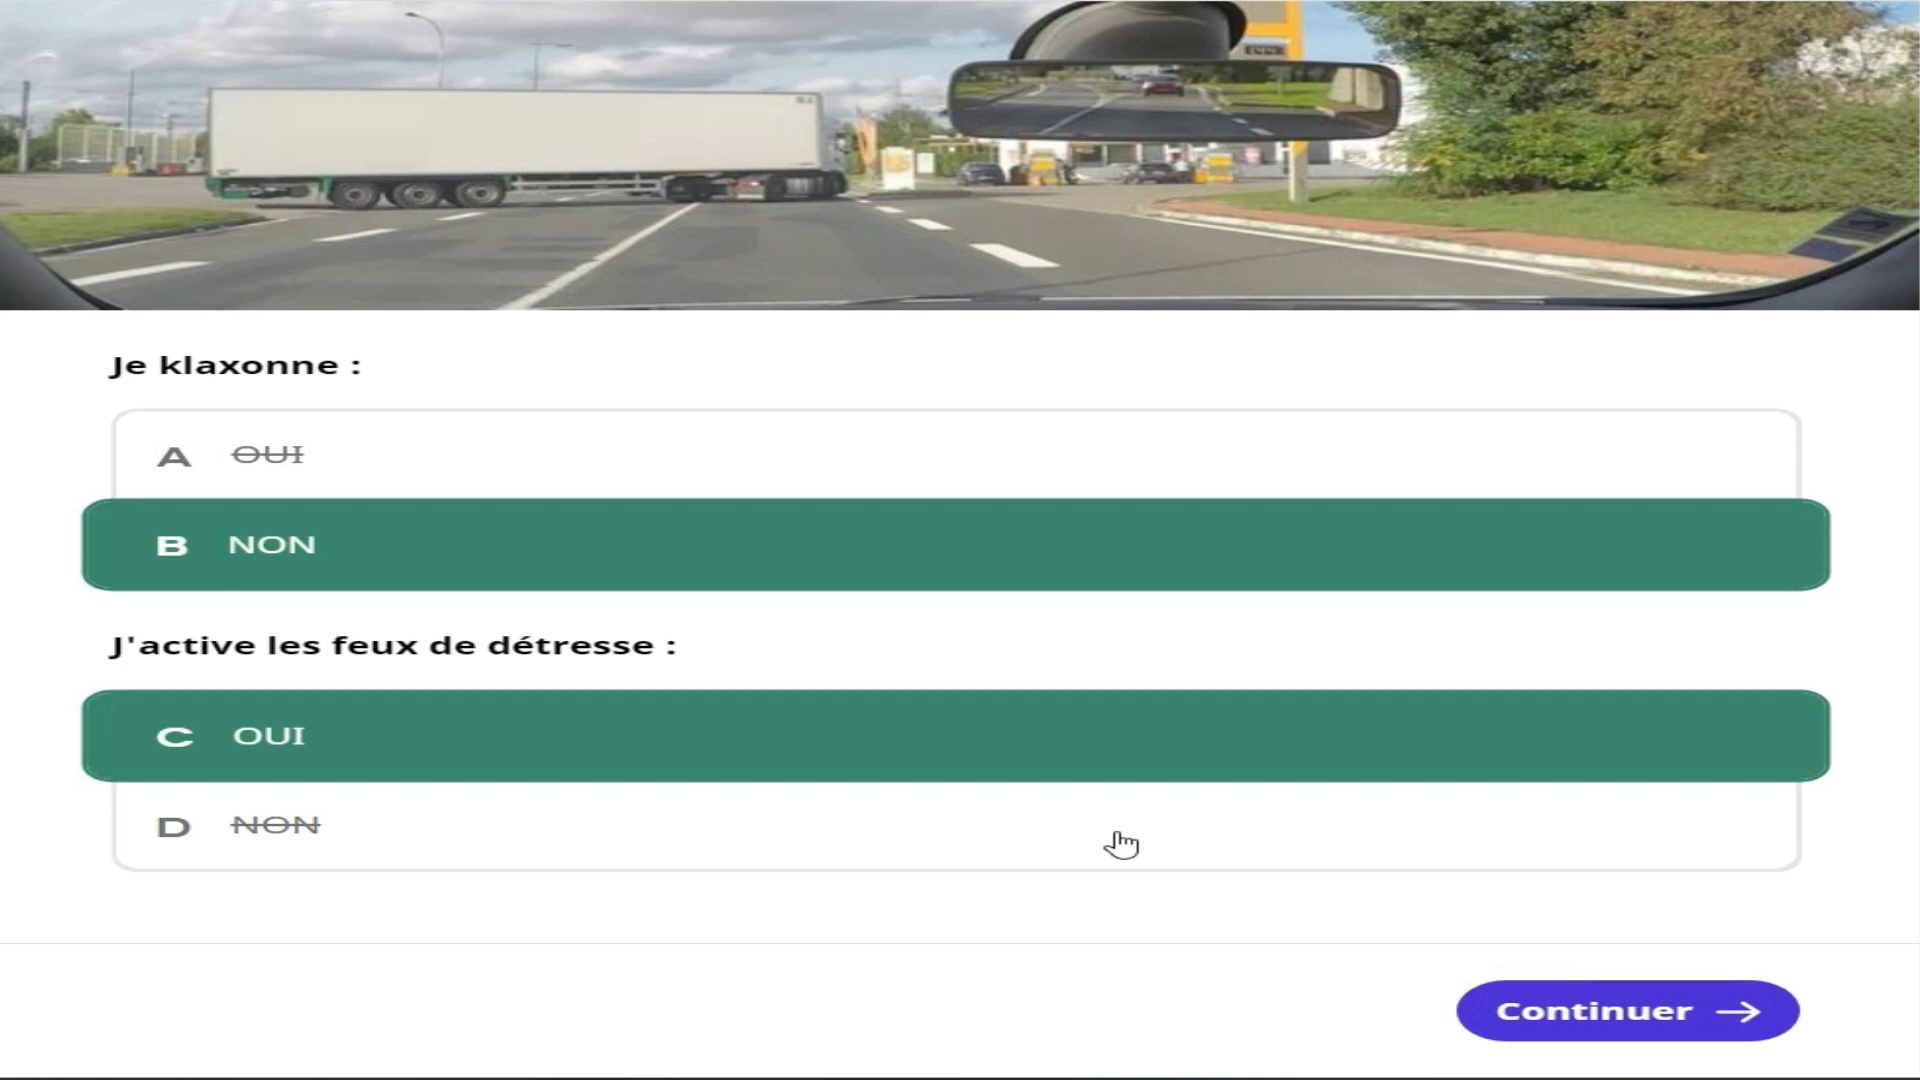 Je klaxonne :
A OUI
B NON
J'active les feux de détresse :
C OUI
D NON
Continuer →